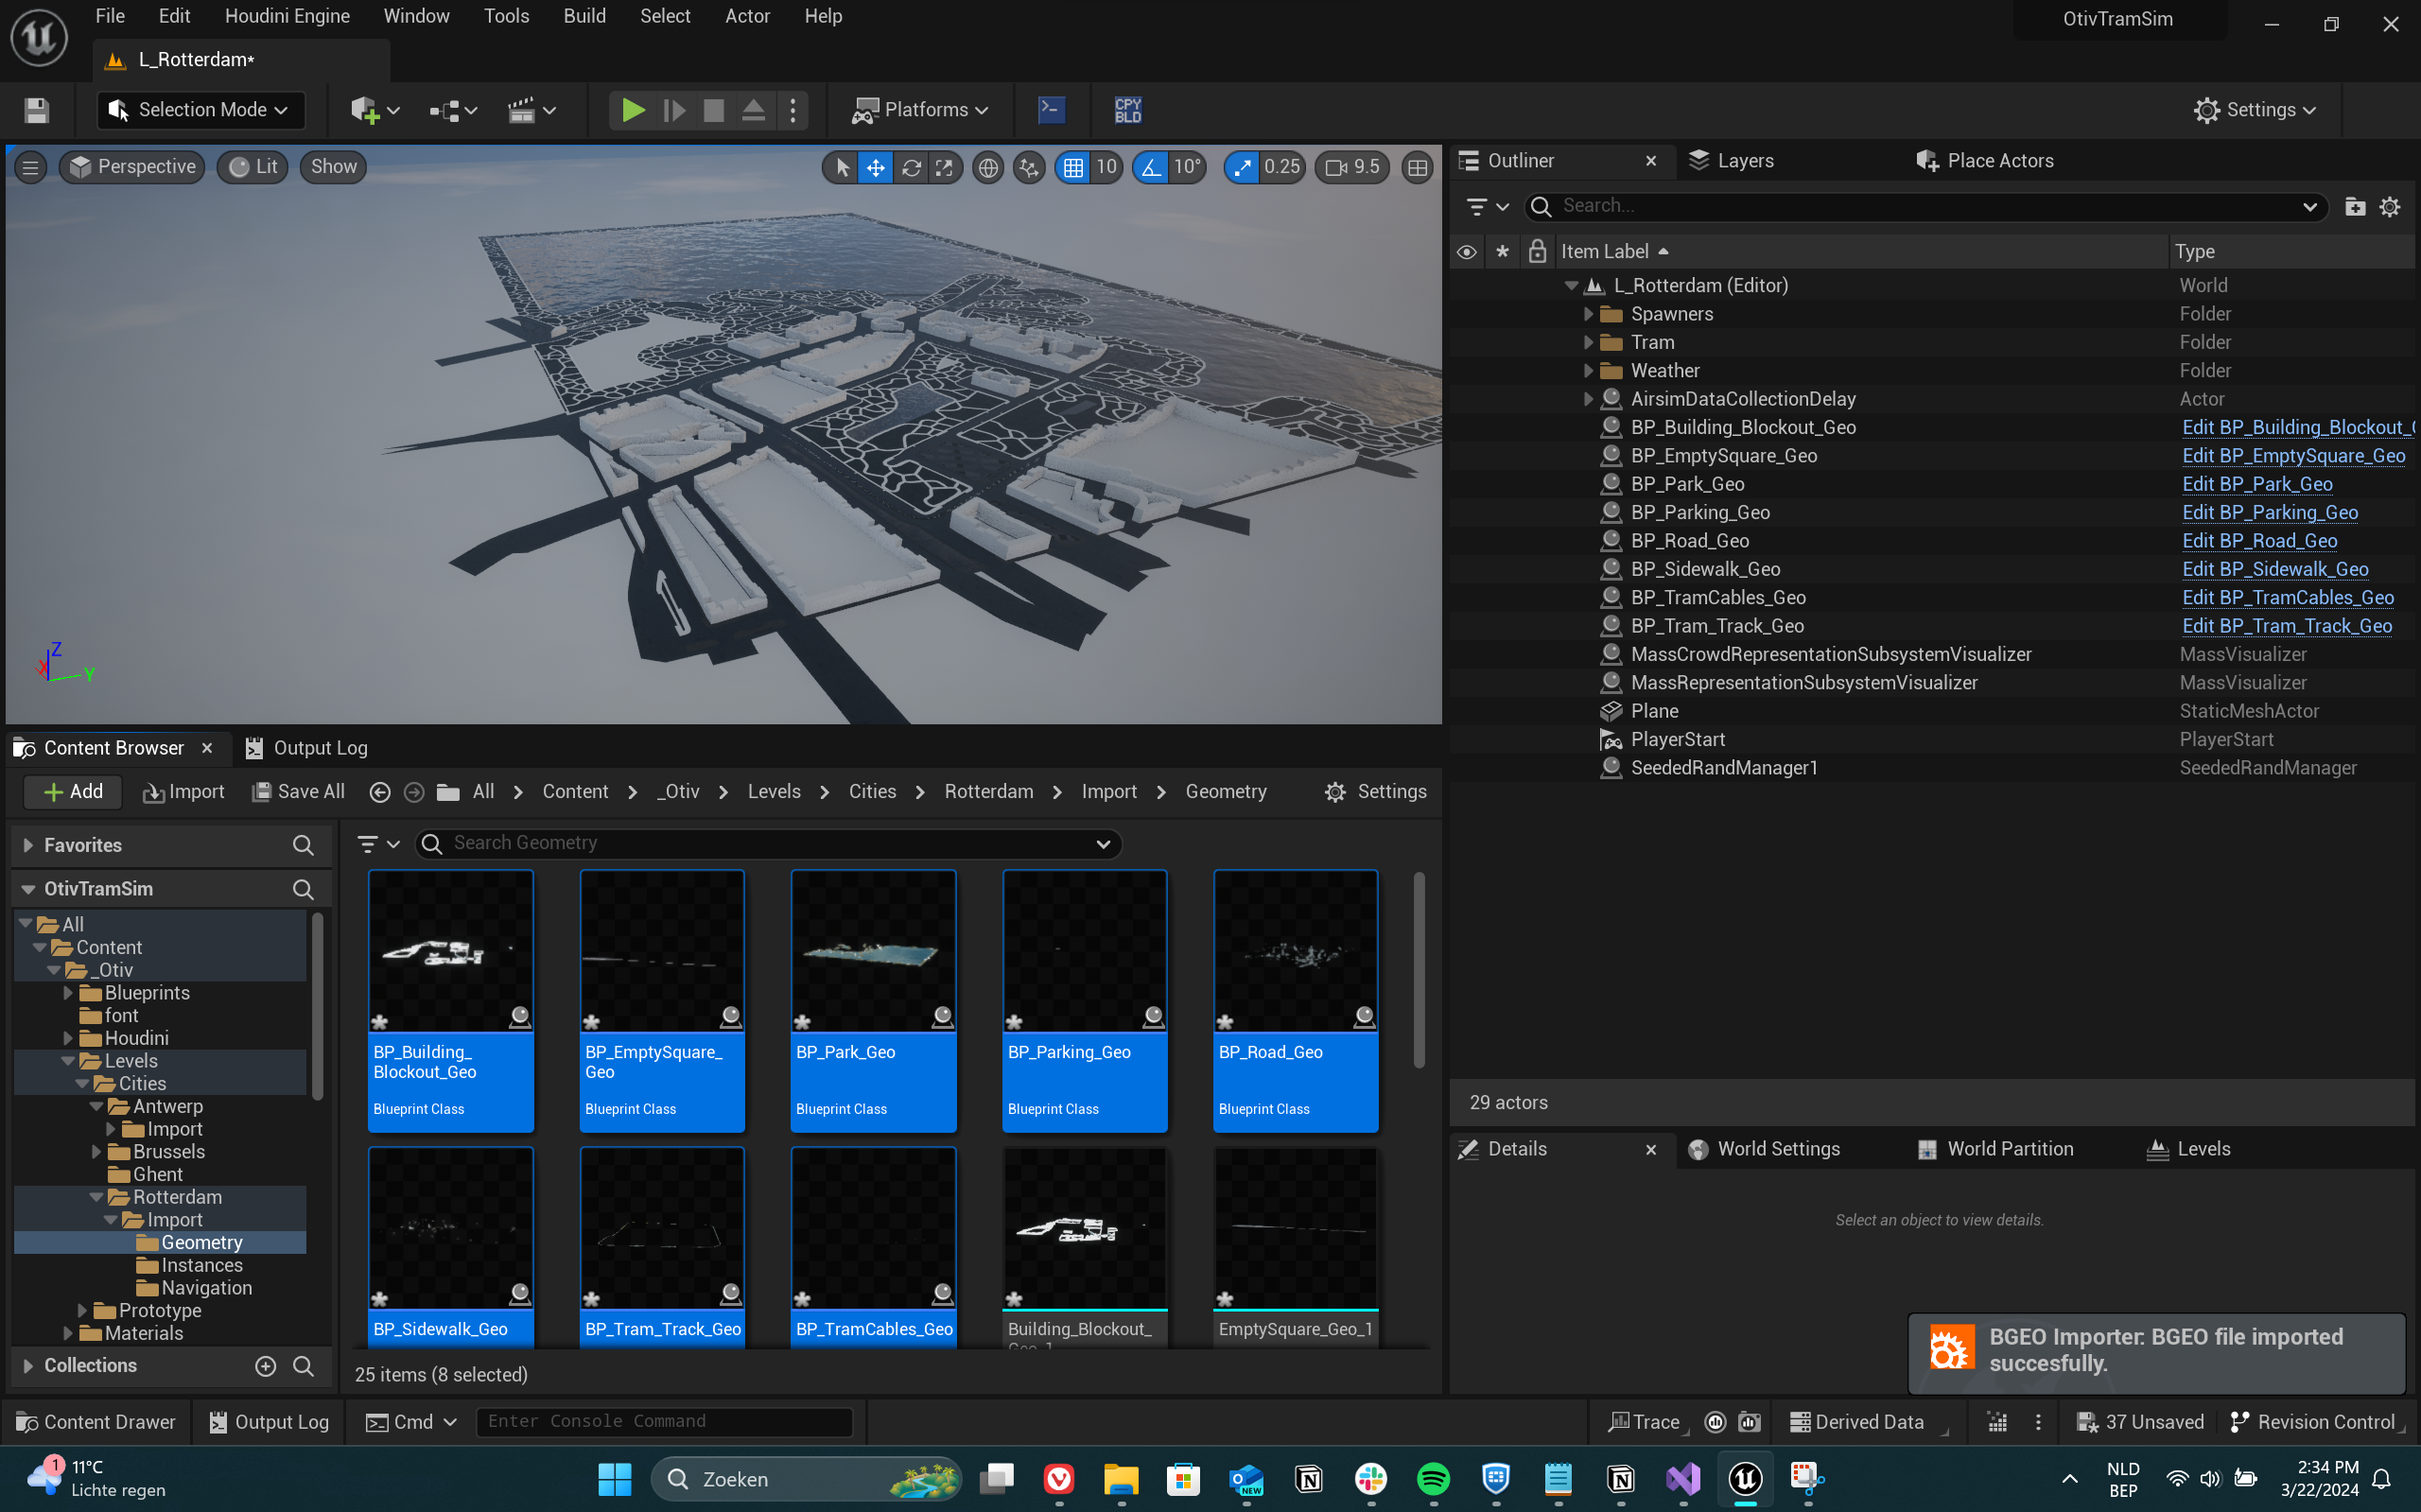 File Edit Houdini Engine Window Tools Build Select Actor Help
OtivTramSim
L_Rotterdam*
Selection Mode
Platforms
CPY BLD
Settings
Perspective
Lit
Show
10
10°
0.25
9.5
Z
X
Y
Outliner
Layers
Place Actors
Search...
Item Label
Type
L_Rotterdam (Editor) World
Spawners Folder
Tram Folder
Weather Folder
AirsimDataCollectionDelay Actor
BP_Building_Blockout_Geo Edit BP_Building_Blockout_
BP_EmptySquare_Geo Edit BP_EmptySquare_Geo
BP_Park_Geo Edit BP_Park_Geo
BP_Parking_Geo Edit BP_Parking_Geo
BP_Road_Geo Edit BP_Road_Geo
BP_Sidewalk_Geo Edit BP_Sidewalk_Geo
BP_TramCables_Geo Edit BP_TramCables_Geo
BP_Tram_Track_Geo Edit BP_Tram_Track_Geo
MassCrowdRepresentationSubsystemVisualizer MassVisualizer
MassRepresentationSubsystemVisualizer MassVisualizer
Plane StaticMeshActor
PlayerStart PlayerStart
SeededRandManager1 SeededRandManager
29 actors
Content Browser
Output Log
Add
Import
Save All
All > Content > _Otiv > Levels > Cities > Rotterdam > Import > Geometry
Settings
Favorites
OtivTramSim
All
Content
_Otiv
Blueprints
font
Houdini
Levels
Cities
Antwerp
Import
Brussels
Ghent
Rotterdam
Import
Geometry
Instances
Navigation
Prototype
Materials
Collections
Search Geometry
BP_Building_
Blockout_Geo
Blueprint Class
BP_EmptySquare_
Geo
Blueprint Class
BP_Park_Geo
Blueprint Class
BP_Parking_Geo
Blueprint Class
BP_Road_Geo
Blueprint Class
BP_Sidewalk_Geo
BP_Tram_Track_Geo
BP_TramCables_Geo
Building_Blockout_
Geo_1
EmptySquare_Geo_1
25 items (8 selected)
Details
World Settings
World Partition
Levels
Select an object to view details.
BGEO Importer: BGEO file imported
succesfully.
Content Drawer
Output Log
Cmd
Enter Console Command
Trace
Derived Data
37 Unsaved
Revision Control
1
11°C
Lichte regen
Zoeken
NEW
NLD
BEP
2:34 PM
3/22/2024